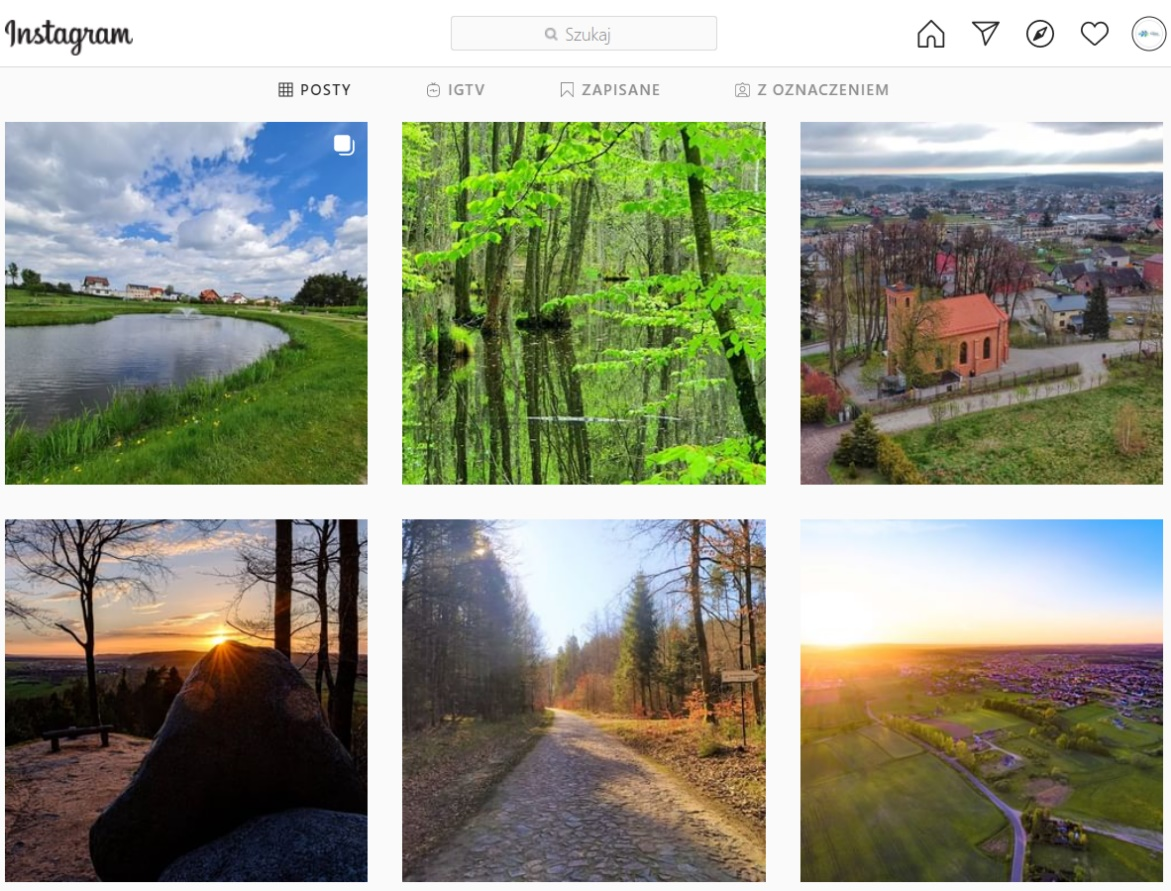 Instagram
Szukaj
POSTY IGTV ZAPISANE Z OZNACZENIEM